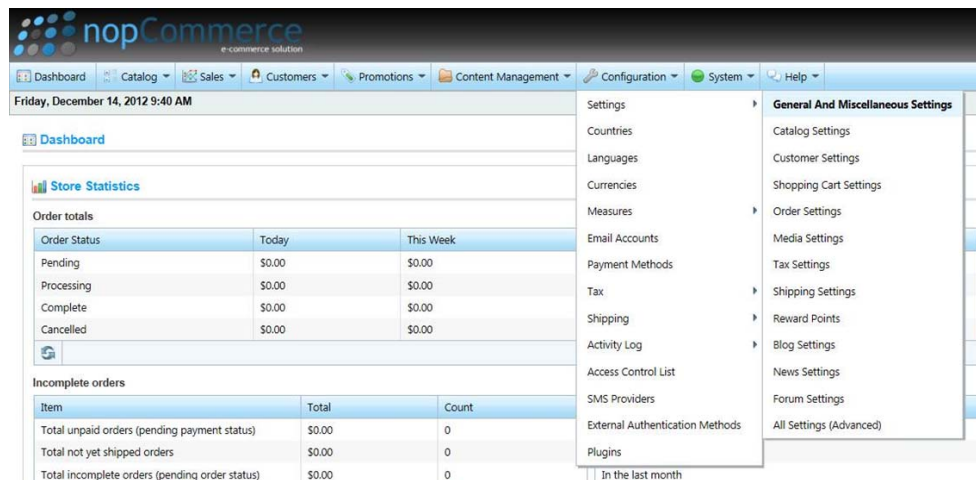 nopCommerce
e-commerce solution
Dashboard Catalog Sales Customers Promotions Content Management Configuration System Help
Friday, December 14, 2012 9:40 AM
Dashboard
Store Statistics
Order totals
Order Status Today This Week
Pending $0.00 $0.00
Processing $0.00 $0.00
Complete $0.00 $0.00
Cancelled $0.00 $0.00
Incomplete orders
Item Total Count
Total unpaid orders (pending payment status) $0.00 0
Total not yet shipped orders $0.00 0
Total incomplete orders (pending order status) $0.00 0
Settings
Countries
Languages
Currencies
Measures
Email Accounts
Payment Methods
Tax
Shipping
Activity Log
Access Control List
SMS Providers
External Authentication Methods
Plugins
In the last month
General And Miscellaneous Settings
Catalog Settings
Customer Settings
Shopping Cart Settings
Order Settings
Media Settings
Tax Settings
Shipping Settings
Reward Points
Blog Settings
News Settings
Forum Settings
All Settings (Advanced)